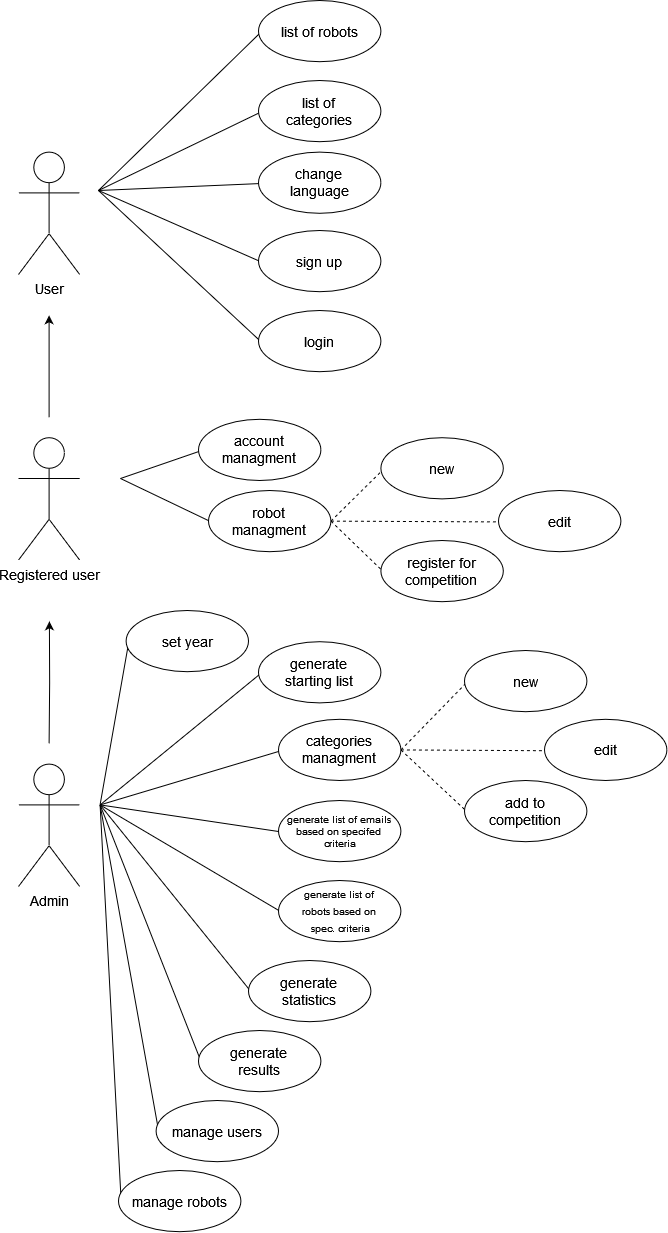 list of robots
list of
categories
change
language
sign up
User
login
account
managment
new
robot
managment
edit
register for
competition
Registered user
set year
generate
starting list
new
categories
managment
edit
add to
competition
generate list of emails
based on specifed
criteria
Admin
generate list of
robots based on
spec. criteria
generate
statistics
generate
results
manage users
manage robots